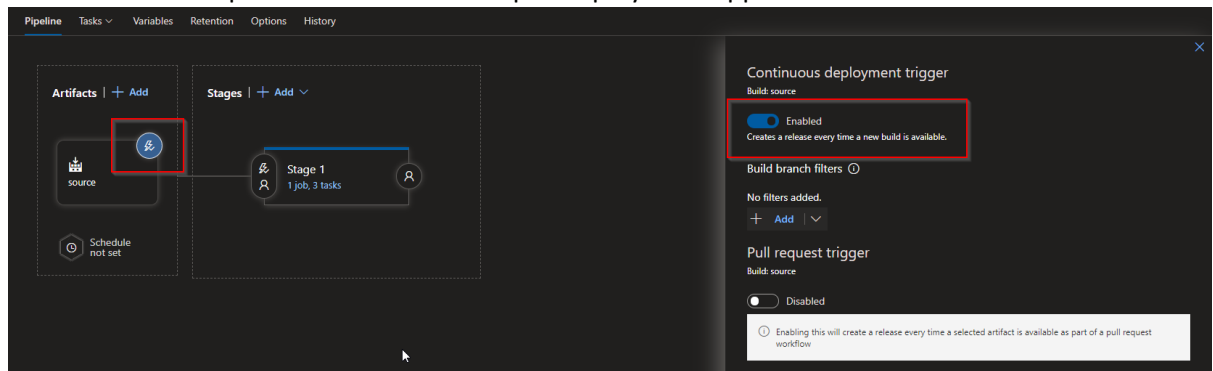 Pipeline Tasks Variables Retention Options History
Artifacts | + Add
Stages | + Add
source
Schedule
not set
Stage 1
1 job, 3 tasks
Continuous deployment trigger
Build: source
Enabled
Creates a release every time a new build is available.
Build branch filters
No filters added.
+ Add
Pull request trigger
Build: source
Disabled
Enabling this will create a release every time a selected artifact is available as part of a pull request
workflow